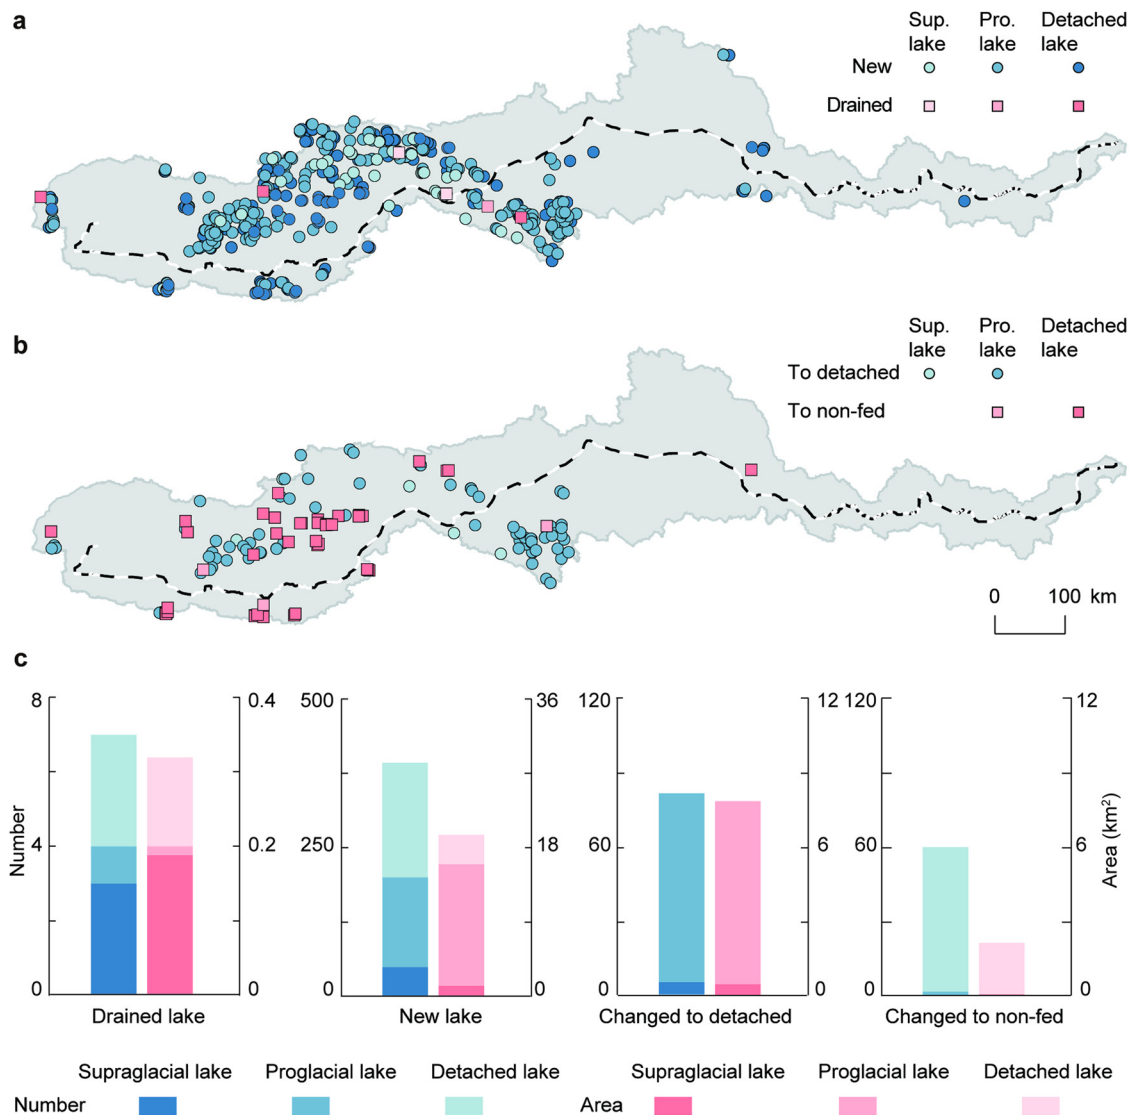 a
Sup. lake Pro. lake Detached lake
New
Drained
b
Sup. lake Pro. lake Detached lake
To detached
To non-fed
0 100 km
c
8 0.4 500 36 120 12 120 12
Number
4 0.2 250 18 60 6 60 6
Area (km²)
0 0 0 0 0 0 0 0
Drained lake New lake Changed to detached Changed to non-fed
Supraglacial lake Proglacial lake Detached lake Supraglacial lake Proglacial lake Detached lake
Number Area